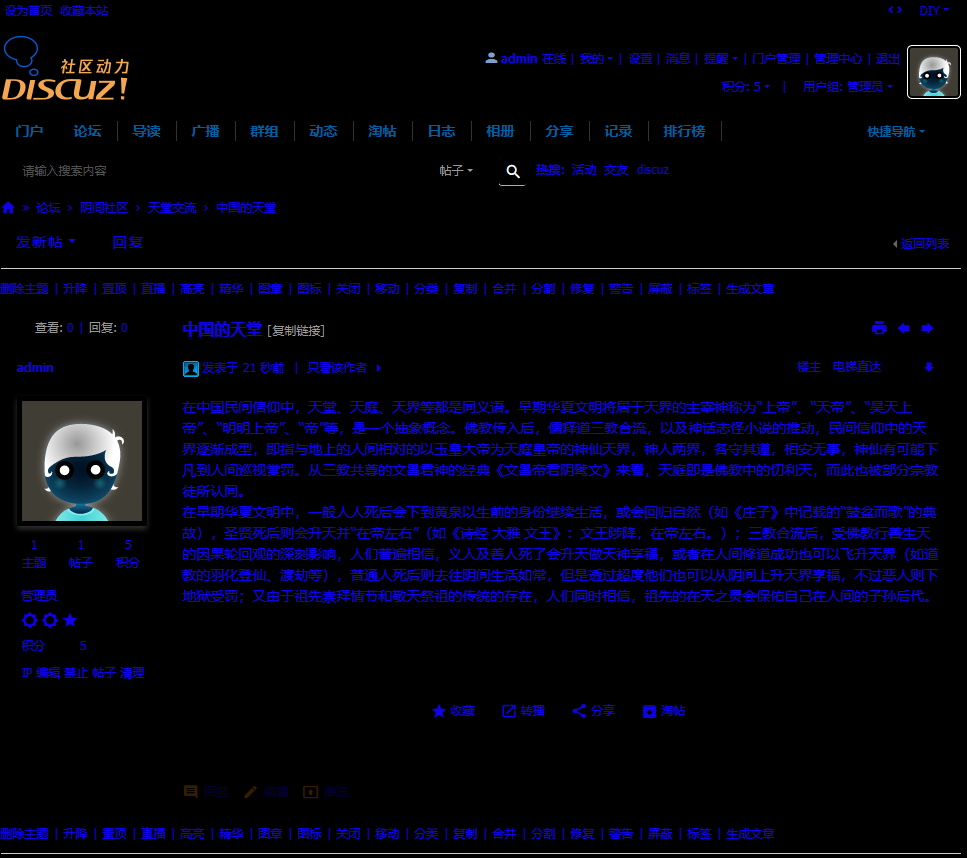 设为首页 收藏本站 DIY
社区动力
DISCUZ!
admin 在线 | 我的 | 设置 | 消息 | 提醒 | 门户管理 | 管理中心 | 退出
积分: 5 | 用户组: 管理员
门户 论坛 导读 广播 群组 动态 淘帖 日志 相册 分享 记录 排行榜 快捷导航
请输入搜索内容 帖子 热搜: 活动 交友 discuz
» 论坛 › 阴间社区 › 天堂交流 › 中国的天堂
发新帖 回复 返回列表
删除主题 | 升降 | 置顶 | 直播 | 高亮 | 精华 | 图章 | 图标 | 关闭 | 移动 | 分类 | 复制 | 合并 | 分割 | 修复 | 警告 | 屏蔽 | 标签 | 生成文章
查看: 0 | 回复: 0 中国的天堂 [复制链接]
admin 发表于 21 秒前 | 只看该作者 楼主 电梯直达
在中国民间信仰中，天堂、天庭、天界等都是同义语。早期华夏文明将居于天界的主宰神称为“上帝”、“天帝”、“昊天上
帝”、“明明上帝”、“帝”等，是一个抽象概念。佛教传入后，儒释道三教合流，以及神话志怪小说的推动，民间信仰中的天
界逐渐成型，即指与地上的人间相对的以玉皇大帝为天庭皇帝的神仙天界，神人两界，各守其道，相安无事，神仙有可能下
凡到人间巡视赏罚。从三教共尊的文昌君神的经典《文昌帝君阴骘文》来看，天庭即是佛教中的忉利天，而此也被部分宗教
徒所认同。
在早期华夏文明中，一般人人死后会下到黄泉以生前的身份继续生活，或会回归自然（如《庄子》中记载的“鼓盆而歌”的典
故），圣贤死后则会升天并“在帝左右”（如《诗经·大雅·文王》：文王陟降，在帝左右。）；三教合流后，受佛教行善生天
的因果轮回观的深刻影响，人们普遍相信，义人及善人死了会升天做天神享福，或者在人间修道成功也可以飞升天界（如道
教的羽化登仙、渡劫等），普通人死后则去往阴间生活如常，但是透过超度他们也可以从阴间上升天界享福，不过恶人则下
地狱受罚；又由于祖先崇拜情节和敬天祭祖的传统的存在，人们同时相信，祖先的在天之灵会保佑自己在人间的子孙后代。
1 1 5
主题 帖子 积分
管理员
积分 5
IP 编辑 禁止 帖子 清理
收藏 转播 分享 淘帖
删除主题 | 升降 | 置顶 | 直播 | 高亮 | 精华 | 图章 | 图标 | 关闭 | 移动 | 分类 | 复制 | 合并 | 分割 | 修复 | 警告 | 屏蔽 | 标签 | 生成文章